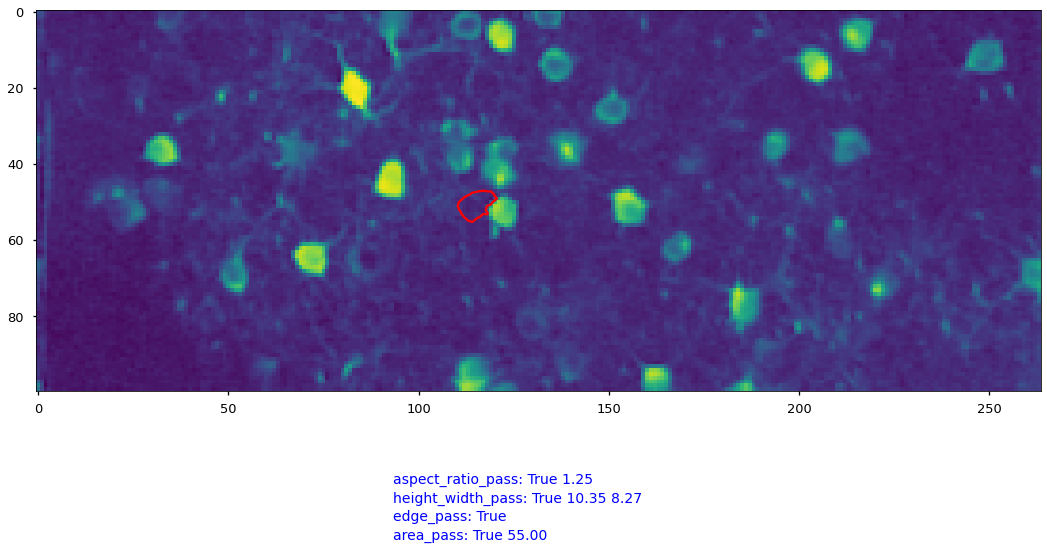 0
20
40
60
80
0 50 100 150 200 250
aspect_ratio_pass: True 1.25
height_width_pass: True 10.35 8.27
edge_pass: True
area_pass: True 55.00